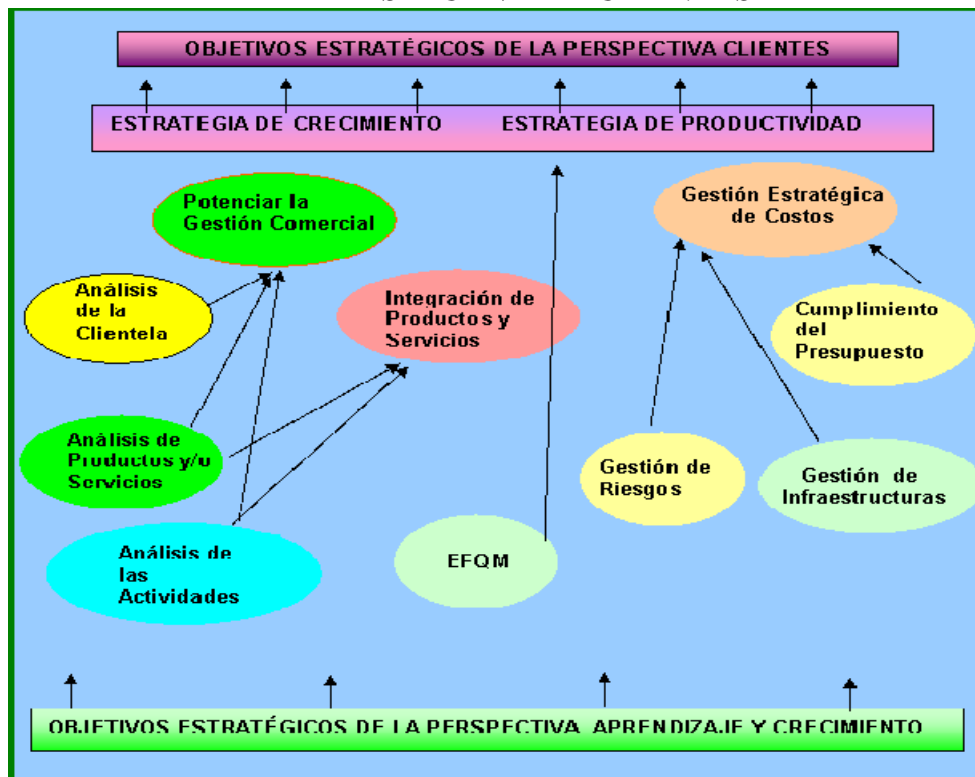 OBJETIVOS ESTRATÉGICOS DE LA PERSPECTIVA CLIENTES
ESTRATEGIA DE CRECIMIENTO
ESTRATEGIA DE PRODUCTIVIDAD
Potenciar la
Gestión Comercial
Gestión Estratégica
de Costos
Análisis
de la
Clientela
Integración de
Productos y
Servicios
Cumplimiento
del
Presupuesto
Análisis de
Productos y/o
Servicios
Gestión de
Riesgos
Gestión de
Infraestructuras
Análisis de
las
Actividades
EFQM
OBJETIVOS ESTRATÉGICOS DE LA PERSPECTIVA APRENDIZAJE Y CRECIMIENTO